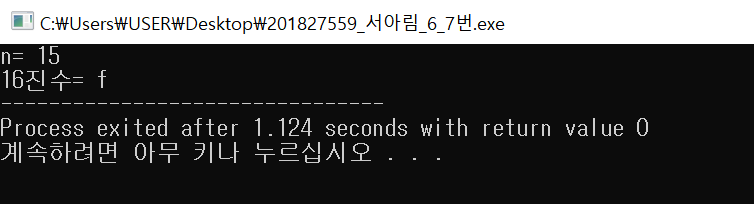 C:₩Users₩USER₩Desktop₩201827559_서아림_6_7번.exe
n= 15
16진수= f
--------------------------------
Process exited after 1.124 seconds with return value 0
계속하려면 아무 키나 누르십시오 . . .